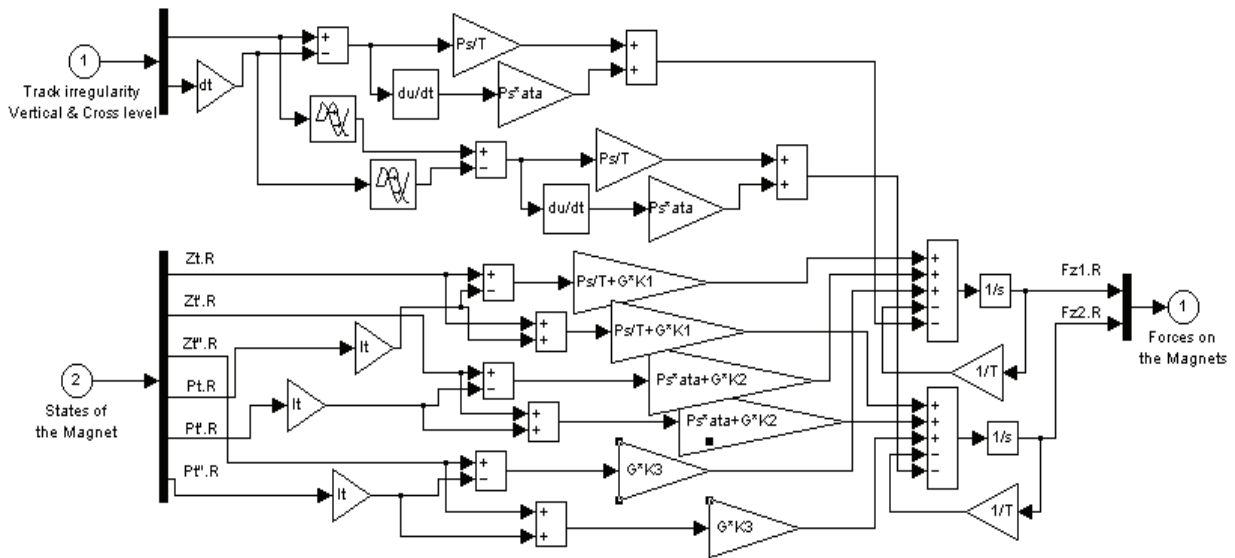 1
Track irregularity
Vertical & Cross level
dt
+
−
Ps/T
du/dt
Ps*ata
+
+
+
−
Ps/T
du/dt
Ps*ata
+
+
2
States of
the Magnet
Zt.R
Zt'.R
Zt".R
Pt.R
Pt'.R
Pt".R
lt
lt
lt
+
−
Ps/T+G*K1
+
+
Ps/T+G*K1
+
−
Ps*ata+G*K2
+
+
Ps*ata+G*K2
+
−
G*K3
+
+
G*K3
+
+
+
−
−
1/s
1/T
+
+
+
−
−
1/s
1/T
Fz1.R
Fz2.R
1
Forces on
the Magnets